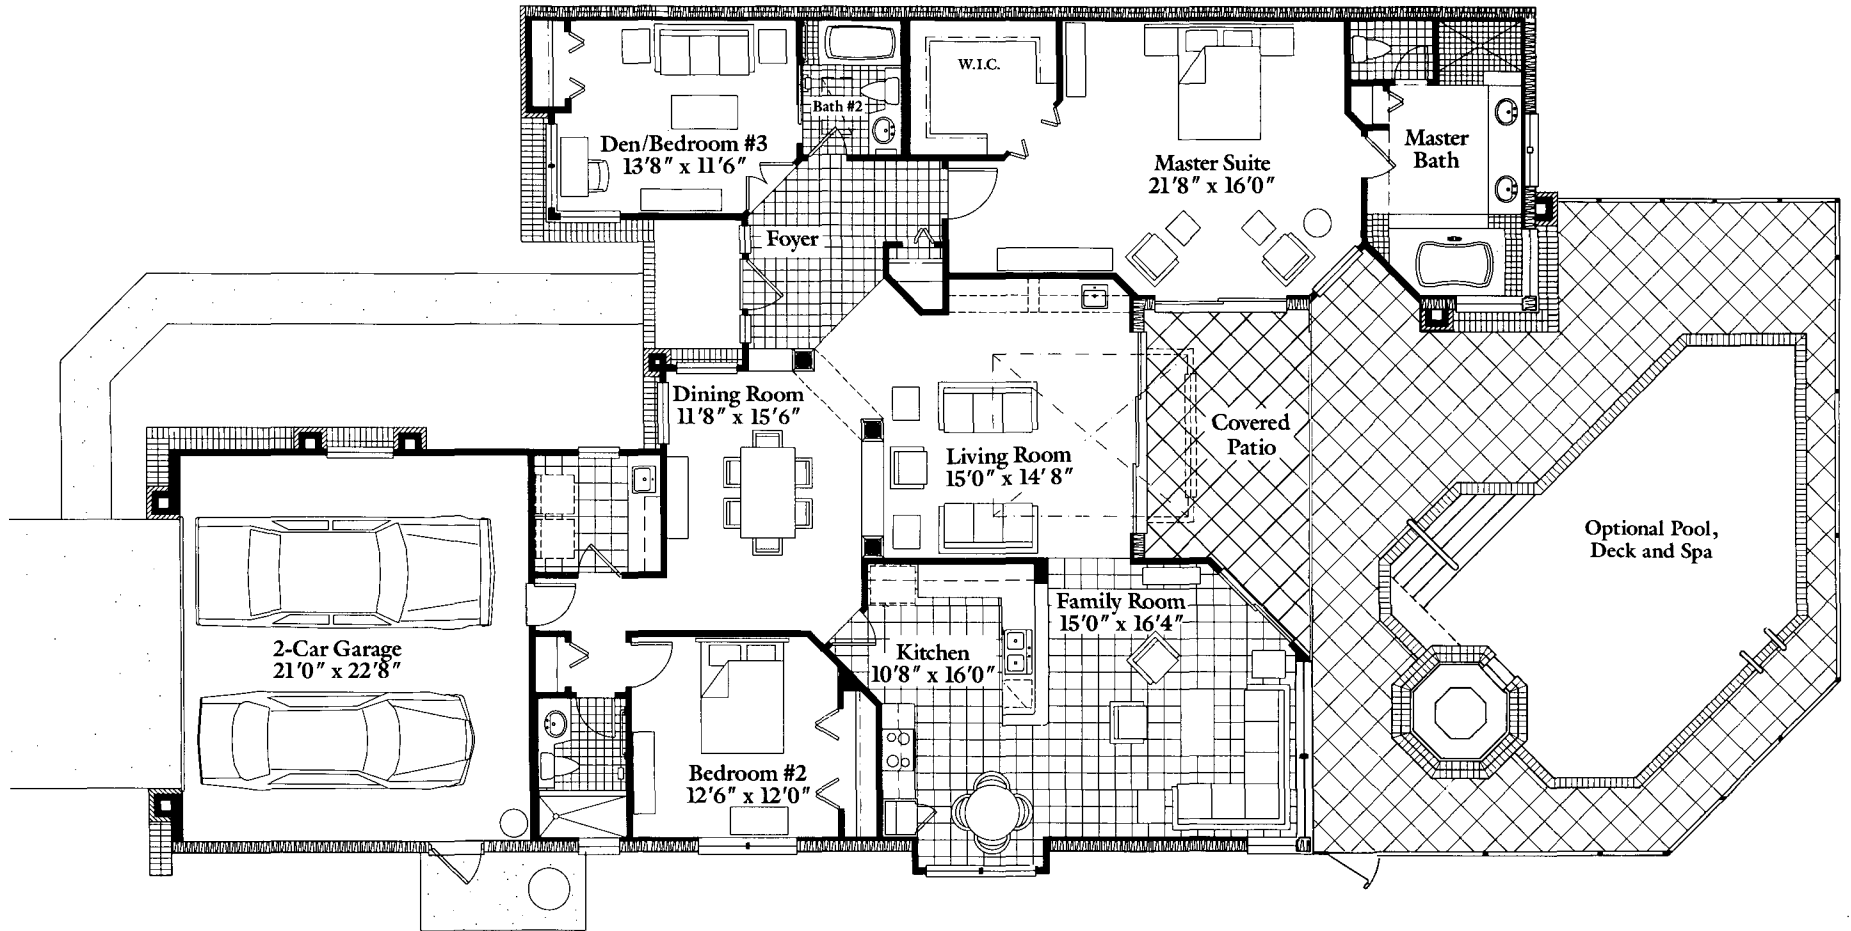 W.I.C.
Bath #2
Den/Bedroom #3
13'8" x 11'6"
Master Suite
21'8" x 16'0"
Master
Bath
Foyer
Dining Room
11'8" x 15'6"
Living Room
15'0" x 14'8"
Covered
Patio
Optional Pool,
Deck and Spa
2-Car Garage
21'0" x 22'8"
Kitchen
10'8" x 16'0"
Family Room
15'0" x 16'4"
Bedroom #2
12'6" x 12'0"